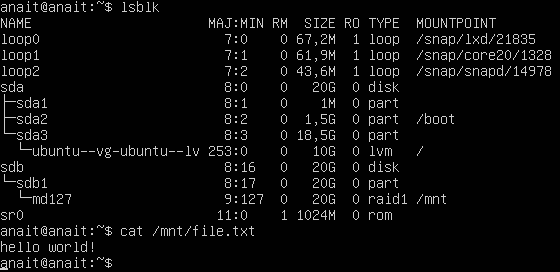 anait@anait:~$ lsblk
NAME                      MAJ:MIN RM  SIZE RO TYPE  MOUNTPOINT
loop0                       7:0    0 67,2M  1 loop  /snap/lxd/21835
loop1                       7:1    0 61,9M  1 loop  /snap/core20/1328
loop2                       7:2    0 43,6M  1 loop  /snap/snapd/14978
sda                         8:0    0   20G  0 disk
├─sda1                      8:1    0    1M  0 part
├─sda2                      8:2    0  1,5G  0 part  /boot
└─sda3                      8:3    0 18,5G  0 part
  └─ubuntu--vg-ubuntu--lv 253:0    0   10G  0 lvm   /
sdb                         8:16   0   20G  0 disk
└─sdb1                      8:17   0   20G  0 part
  └─md127                   9:127  0   20G  0 raid1 /mnt
sr0                        11:0    1 1024M  0 rom
anait@anait:~$ cat /mnt/file.txt
hello world!
anait@anait:~$